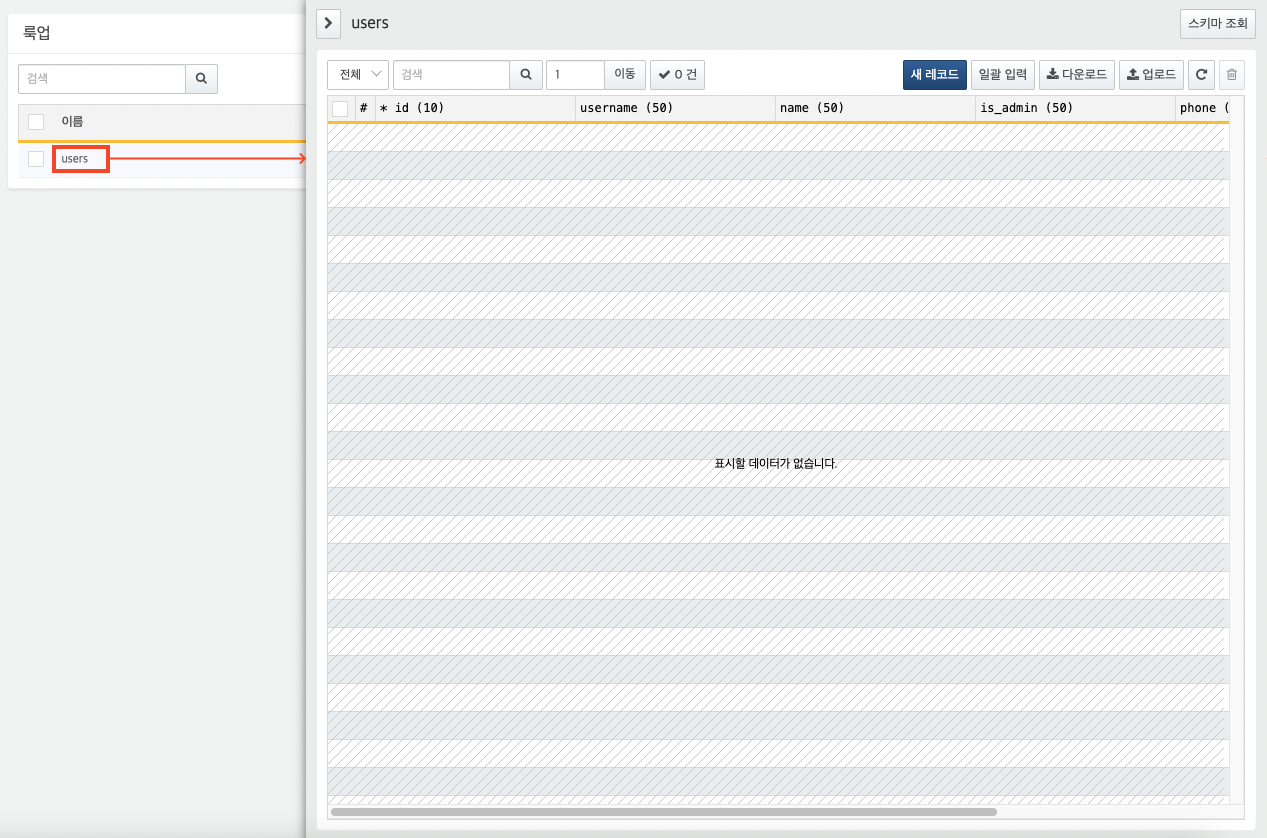 룩업
검색
이름
users
users
스키마 조회
전체 검색 1 이동 0 건 새 레코드 일괄 입력 다운로드 업로드
# * id (10) username (50) name (50) is_admin (50) phone (
표시할 데이터가 없습니다.